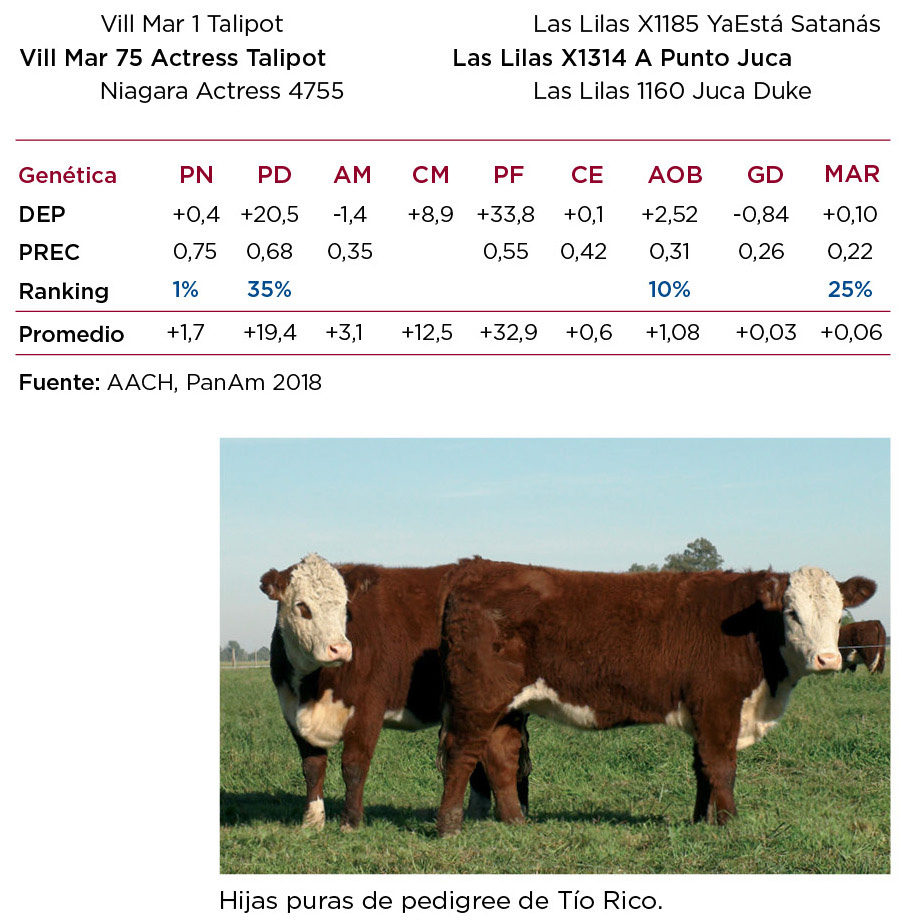 Vill Mar 1 Talipot Las Lilas X1185 YaEstá Satanás
Vill Mar 75 Actress Talipot Las Lilas X1314 A Punto Juca
Niagara Actress 4755 Las Lilas 1160 Juca Duke
Genética PN PD AM CM PF CE AOB GD MAR
DEP +0,4 +20,5 -1,4 +8,9 +33,8 +0,1 +2,52 -0,84 +0,10
PREC 0,75 0,68 0,35 0,55 0,42 0,31 0,26 0,22
Ranking 1% 35% 10% 25%
Promedio +1,7 +19,4 +3,1 +12,5 +32,9 +0,6 +1,08 +0,03 +0,06
Fuente: AACH, PanAm 2018
Hijas puras de pedigree de Tío Rico.